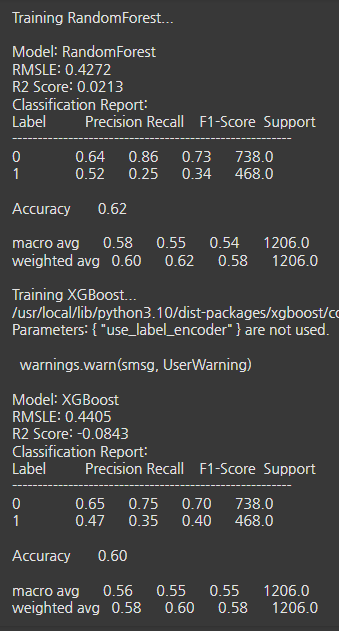 Training RandomForest...
Model: RandomForest
RMSLE: 0.4272
R2 Score: 0.0213
Classification Report:
Label Precision Recall F1-Score Support
------------------------------------------------------
0 0.64 0.86 0.73 738.0
1 0.52 0.25 0.34 468.0
Accuracy 0.62
macro avg 0.58 0.55 0.54 1206.0
weighted avg 0.60 0.62 0.58 1206.0
Training XGBoost...
/usr/local/lib/python3.10/dist-packages/xgboost/co
Parameters: { "use_label_encoder" } are not used.
warnings.warn(smsg, UserWarning)
Model: XGBoost
RMSLE: 0.4405
R2 Score: -0.0843
Classification Report:
Label Precision Recall F1-Score Support
------------------------------------------------------
0 0.65 0.75 0.70 738.0
1 0.47 0.35 0.40 468.0
Accuracy 0.60
macro avg 0.56 0.55 0.55 1206.0
weighted avg 0.58 0.60 0.58 1206.0